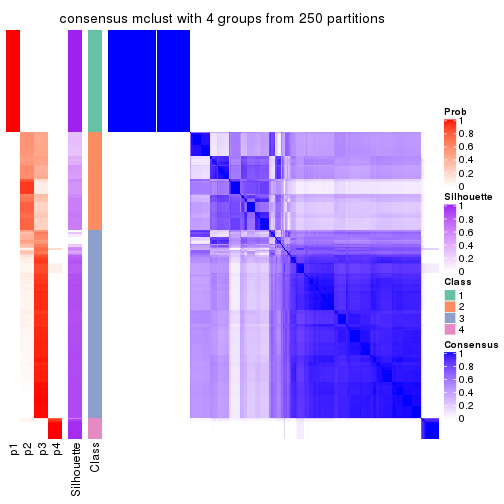 consensus mclust with 4 groups from 250 partitions
Prob
1
0.8
0.6
0.4
0.2
0
Silhouette
1
0.8
0.6
0.4
0.2
0
Class
1
2
3
4
Consensus
1
0.8
0.6
0.4
0.2
0
p1
p2
p3
p4
Silhouette
Class